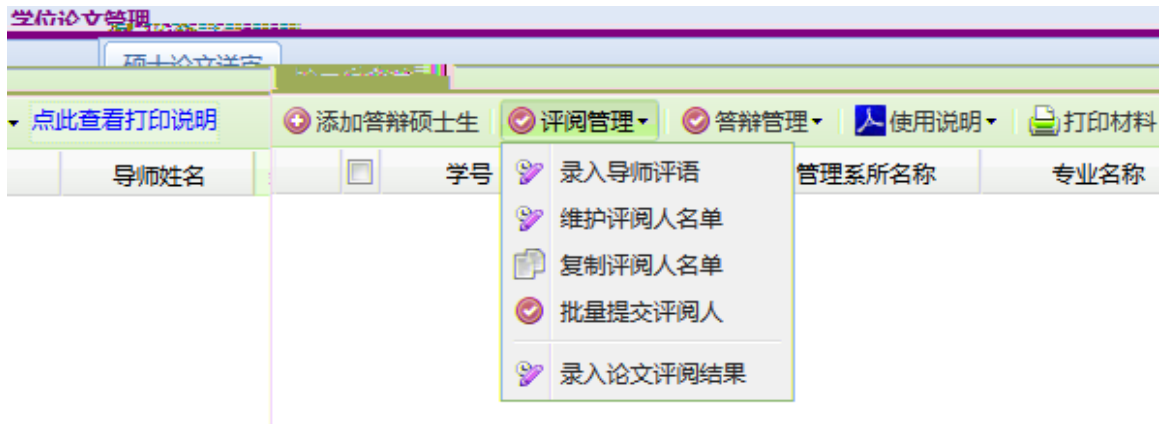 学位论文管理
硕士论文送审
点此查看打印说明 添加答辩硕士生 评阅管理 答辩管理 使用说明 打印材料
导师姓名 学号 管理系所名称 专业名称
录入导师评语
维护评阅人名单
复制评阅人名单
批量提交评阅人
录入论文评阅结果